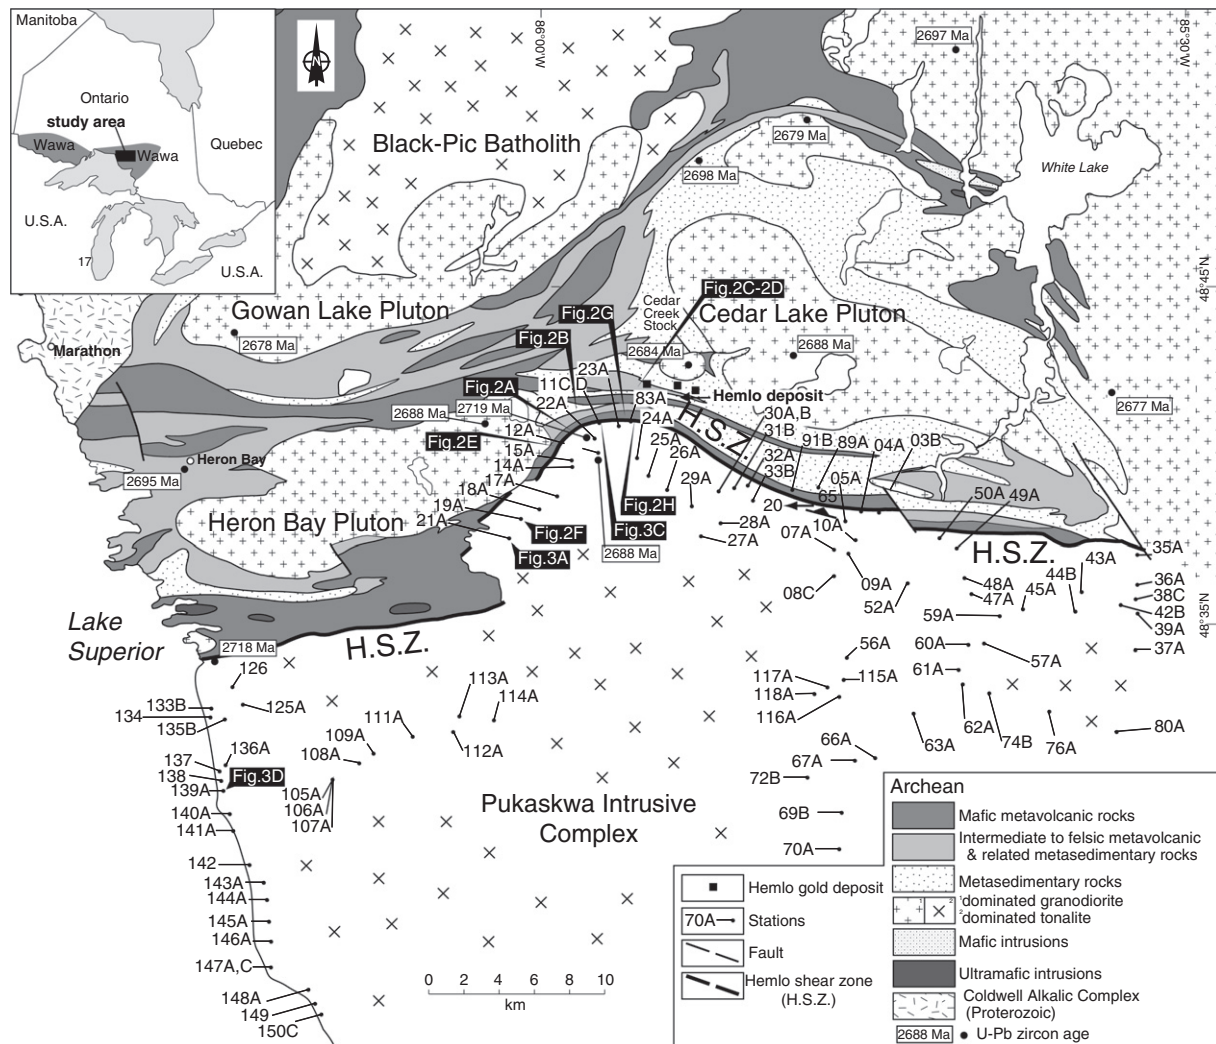 Manitoba
Ontario
study area
Wawa
Wawa
Quebec
U.S.A.
17
U.S.A.
N
86°00'W
85°30'W
48°45'N
48°35'N
2697 Ma
Black-Pic Batholith
2679 Ma
2698 Ma
White Lake
Gowan Lake Pluton
2678 Ma
Marathon
Fig.2C-2D
Cedar
Creek
Stock
Cedar Lake Pluton
Fig.2G
Fig.2B
2684 Ma
2688 Ma
23A
Fig.2A
11C,D
22A
83A
Hemlo deposit
2677 Ma
2688 Ma
2719 Ma
24A
H.S.Z.
30A,B
31B
Fig.2E
12A
25A
26A
32A
33B
91B
89A
04A
03B
15A
14A
29A
05A
Heron Bay
2695 Ma
17A
18A
20
65
50A
49A
Heron Bay Pluton
19A
21A
Fig.2H
Fig.2F
Fig.3C
28A
27A
07A
10A
H.S.Z.
Fig.3A
2688 Ma
43A
35A
08C
09A
52A
48A
47A
45A
44B
36A
38C
42B
39A
37A
59A
Lake
Superior
2718 Ma
H.S.Z.
56A
60A
57A
126
113A
114A
117A
118A
115A
61A
116A
133B
134
135B
125A
111A
62A
74B
76A
80A
63A
109A
108A
112A
66A
136A
137
138
139A
Fig.3D
67A
72B
105A
106A
107A
Pukaskwa Intrusive
Complex
69B
140A
141A
70A
142
143A
144A
145A
146A
147A,C
148A
149
150C
0 2 4 6 8 10
km
Hemlo gold deposit
70A Stations
Fault
Hemlo shear zone
(H.S.Z.)
Archean
Mafic metavolcanic rocks
Intermediate to felsic metavolcanic
& related metasedimentary rocks
Metasedimentary rocks
1 2 1 dominated granodiorite
2 dominated tonalite
Mafic intrusions
Ultramafic intrusions
Coldwell Alkalic Complex
(Proterozoic)
2688 Ma U-Pb zircon age